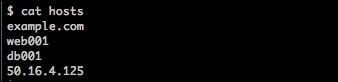 $ cat hosts
example.com
web001
db001
50.16.4.125